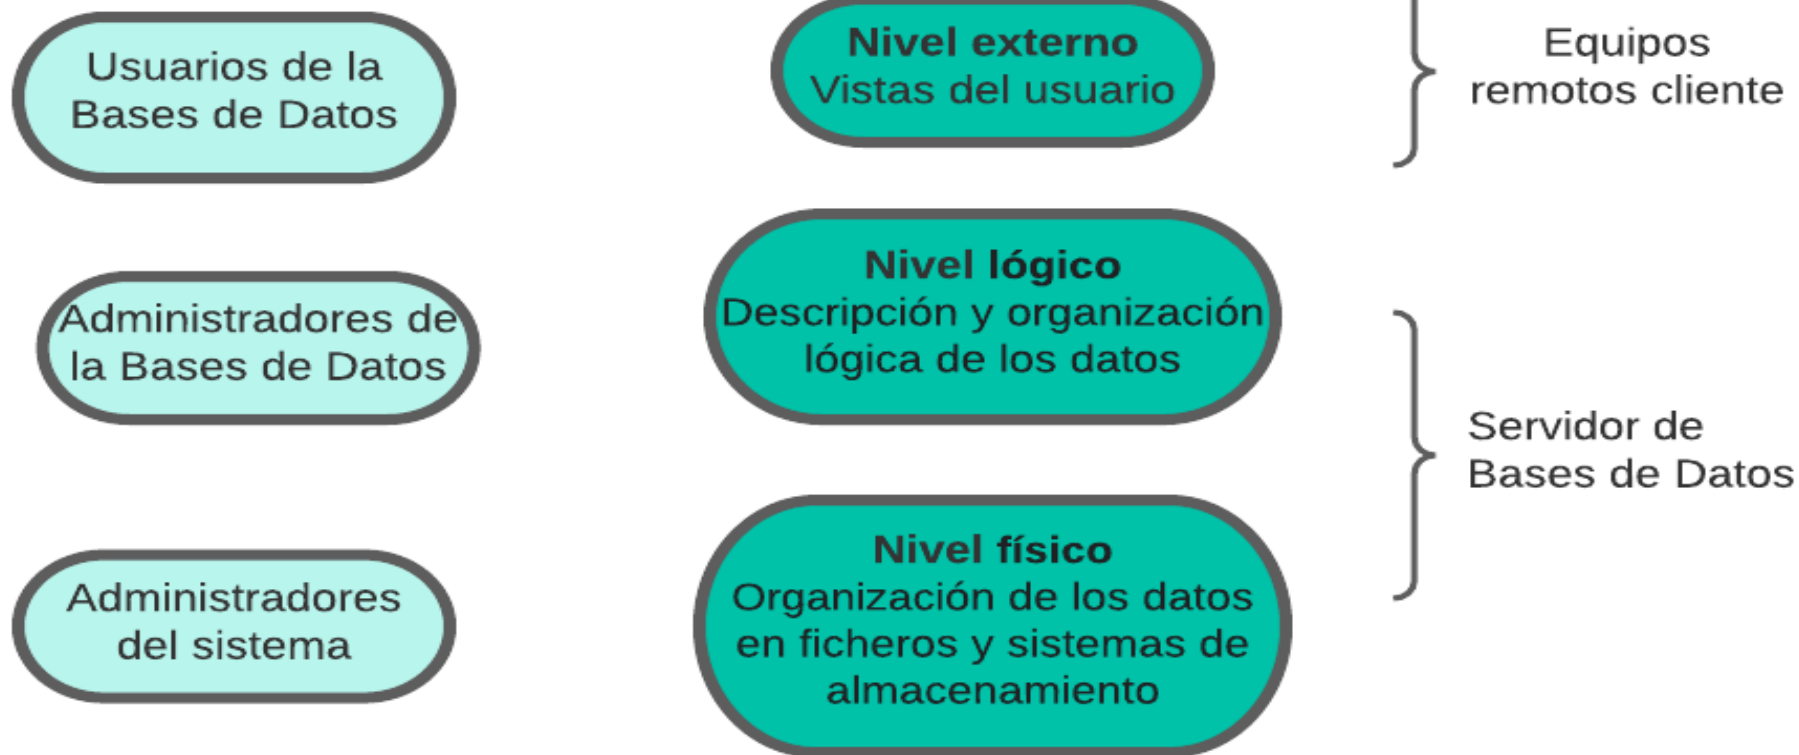 Usuarios de la
Bases de Datos
Nivel externo
Vistas del usuario
Equipos
remotos cliente
Administradores de
la Bases de Datos
Nivel lógico
Descripción y organización
lógica de los datos
Servidor de
Bases de Datos
Administradores
del sistema
Nivel físico
Organización de los datos
en ficheros y sistemas de
almacenamiento